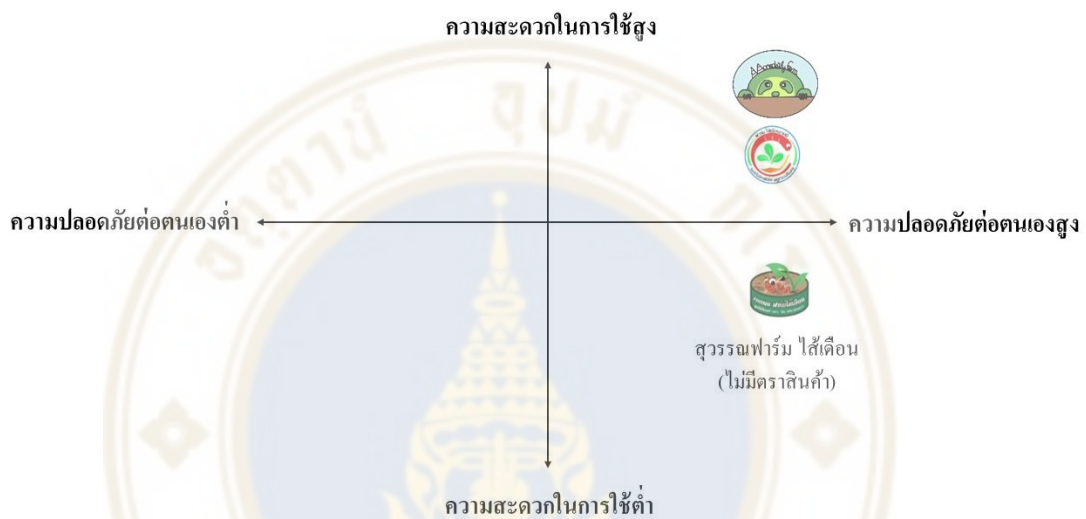 ความสะดวกในการใช้สูง
ความปลอดภัยต่อตนเองต่ำ
ความปลอดภัยต่อตนเองสูง
สุวรรณฟาร์ม ไส้เดือน
(ไม่มีตราสินค้า)
ความสะดวกในการใช้ต่ำ